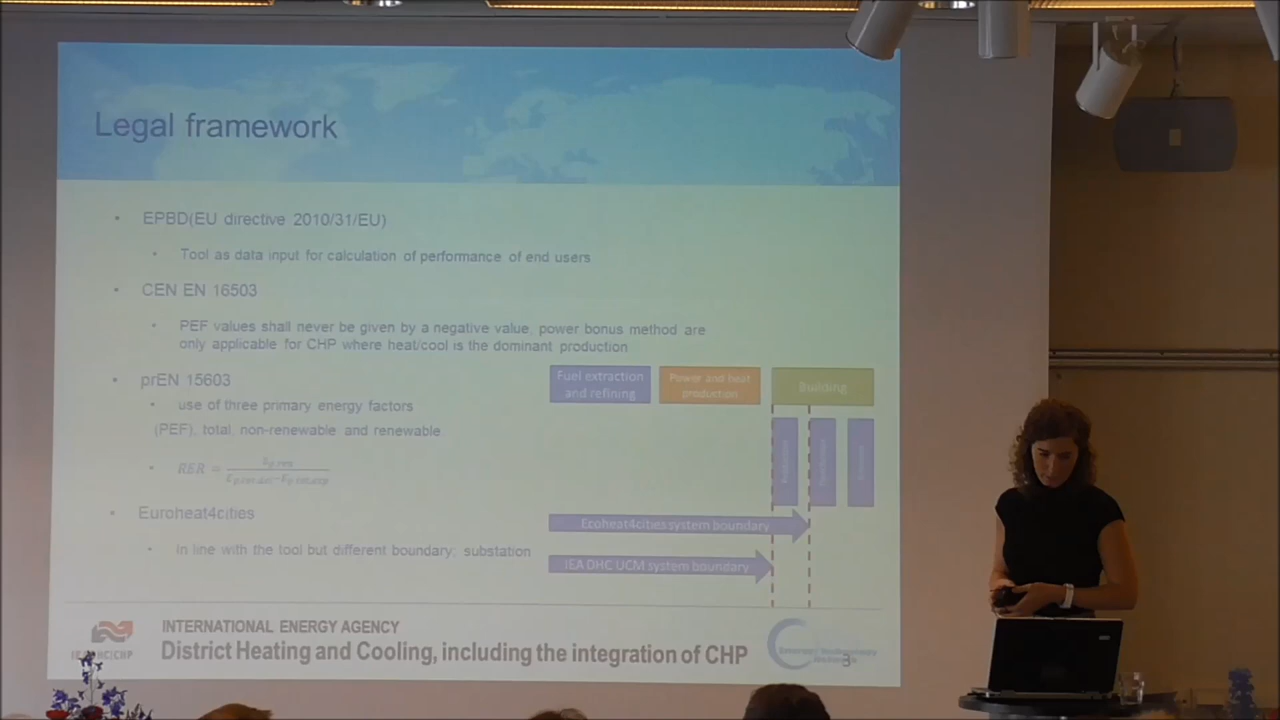 Legal framework
EPBD(EU directive 2010/31/EU)
Tool as data input for calculation of performance of end users
CEN EN 16503
PEF values shall never be given by a negative value, power bonus method are
only applicable for CHP where heat/cool is the dominant production
prEN 15603
use of three primary energy factors
(PEF), total, non-renewable and renewable
RER =
Euroheat4cities
In line with the tool but different boundary; substation
Fuel extraction
and refining
Power and heat
production
Building
Ecoheat4cities system boundary
IEA DHC UCM system boundary
INTERNATIONAL ENERGY AGENCY
District Heating and Cooling, including the integration of CHP
3